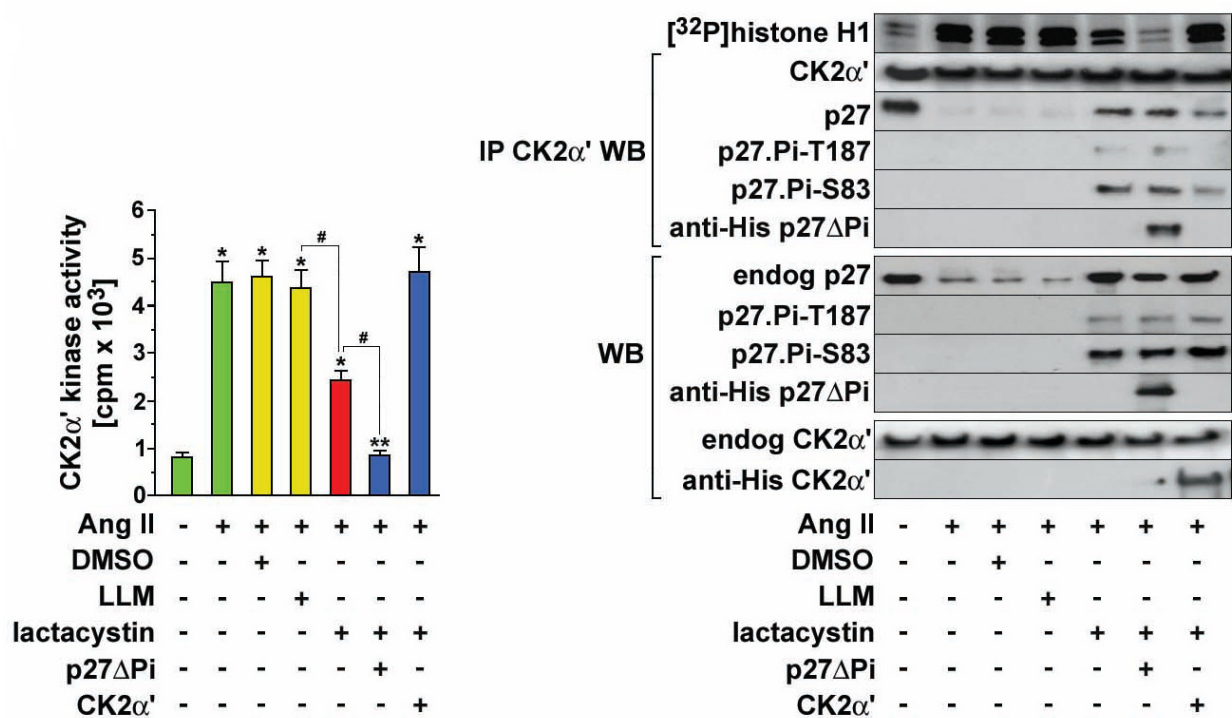 CK2α' kinase activity
[cpm x 10³]
6
5
4
3
2
1
0
*
*
*
#
*
#
**
*
Ang II - + + + + + +
DMSO - - + - - - -
LLM - - - + - - -
lactacystin - - - - + + +
p27ΔPi - - - - - + -
CK2α' - - - - - - +
[³²P]histone H1
IP CK2α' WB
CK2α'
p27
p27.Pi-T187
p27.Pi-S83
anti-His p27ΔPi
WB
endog p27
p27.Pi-T187
p27.Pi-S83
anti-His p27ΔPi
endog CK2α'
anti-His CK2α'
Ang II - + + + + + +
DMSO - - + - - - -
LLM - - - + - - -
lactacystin - - - - + + +
p27ΔPi - - - - - + -
CK2α' - - - - - - +